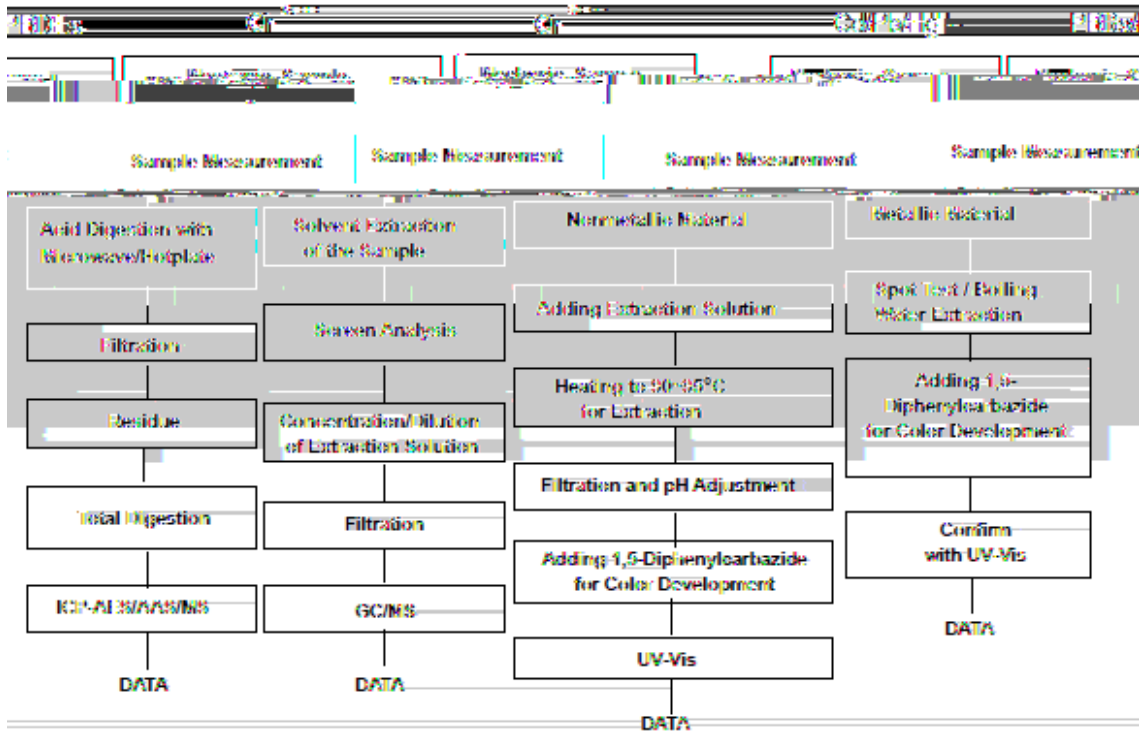 Sample Measurement
Sample Measurement
Sample Measurement
Sample Measurement
Acid Digestion with
Microwave/Hotplate
Filtration
Residue
Total Digestion
ICP-AES/AAS/MS
DATA
Solvent Extraction
of the Sample
Screen Analysis
Concentration/Dilution
of Extraction Solution
Filtration
GC/MS
DATA
Nonmetallic Material
Adding Extraction Solution
Heating to 90~95°C
for Extraction
Filtration and pH Adjustment
Adding 1,5-Diphenylcarbazide
for Color Development
UV-Vis
DATA
Metallic Material
Spot Test / Boiling
Water Extraction
Adding 1,5-
Diphenylcarbazide
for Color Development
Confirm
with UV-Vis
DATA